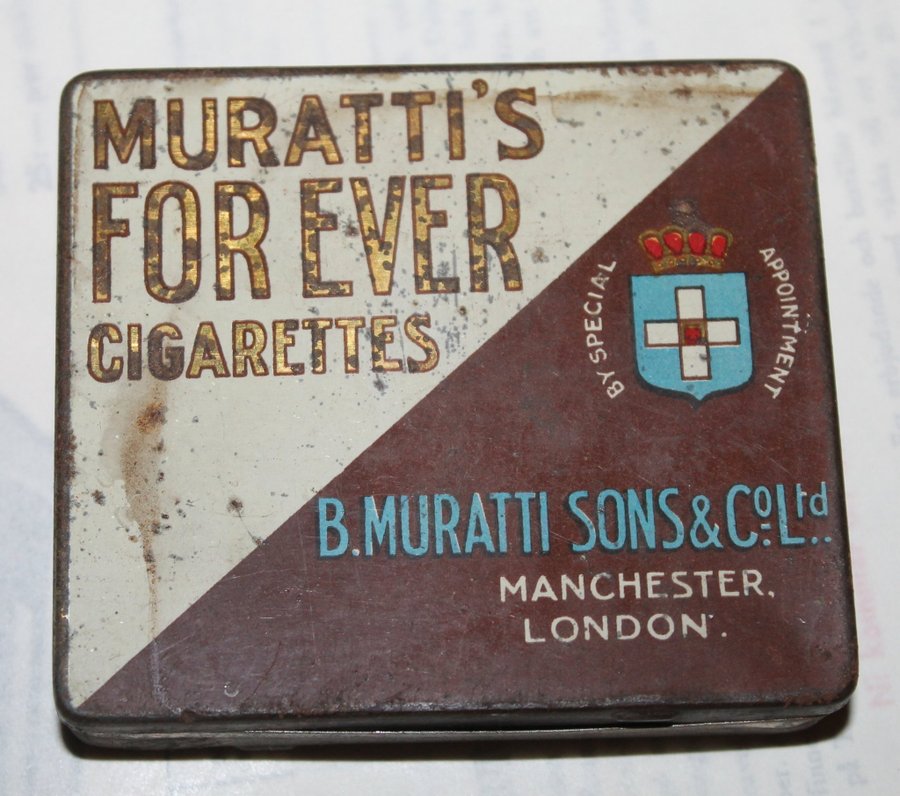 MURATTI'S
FOR EVER
CIGARETTES
BY SPECIAL APPOINTMENT
B. MURATTI SONS & Co. Ltd.
MANCHESTER.
LONDON.